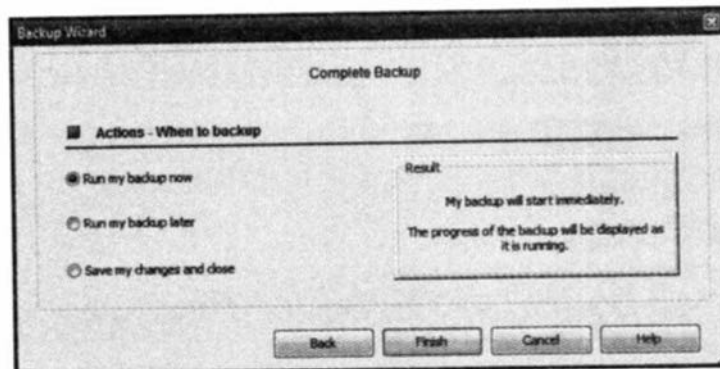 Backup Wizard
Complete Backup
Actions - When to backup
Run my backup now
Run my backup later
Save my changes and close
Result
My backup will start immediately.
The progress of the backup will be displayed as
it is running.
Back
Finish
Cancel
Help